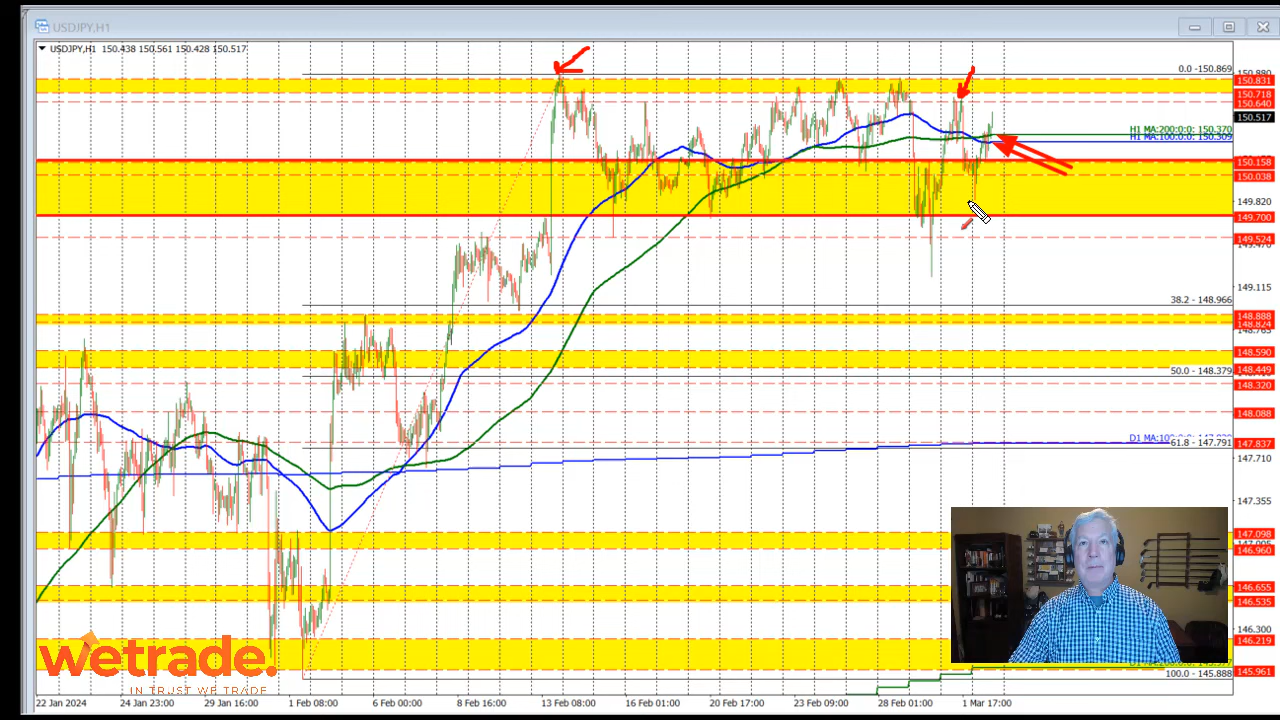 USDJPY,H1
USDJPY,H1 150.438 150.561 150.428 150.517
0.0 -150.869
150.831
150.718
150.640
150.517
H1 MA:200:0:0: 150.370
H1 MA:100:0:0: 150.309
150.158
150.038
149.820
149.700
149.524
149.115
38.2 - 148.966
148.888
148.824
148.590
148.449
50.0 - 148.379
148.320
148.088
147.837
61.8 - 147.791
147.710
147.355
147.098
146.960
146.655
146.535
146.300
146.219
145.961
100.0 - 145.888
wetrade.
IN TRUST WE TRADE
22 Jan 2024 24 Jan 23:00 29 Jan 16:00 1 Feb 08:00 6 Feb 00:00 8 Feb 16:00 13 Feb 08:00 16 Feb 01:00 20 Feb 17:00 23 Feb 09:00 28 Feb 01:00 1 Mar 17:00